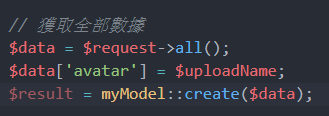 // 獲取全部數據
$data = $request->all();
$data['avatar'] = $uploadName;
$result = myModel::create($data);